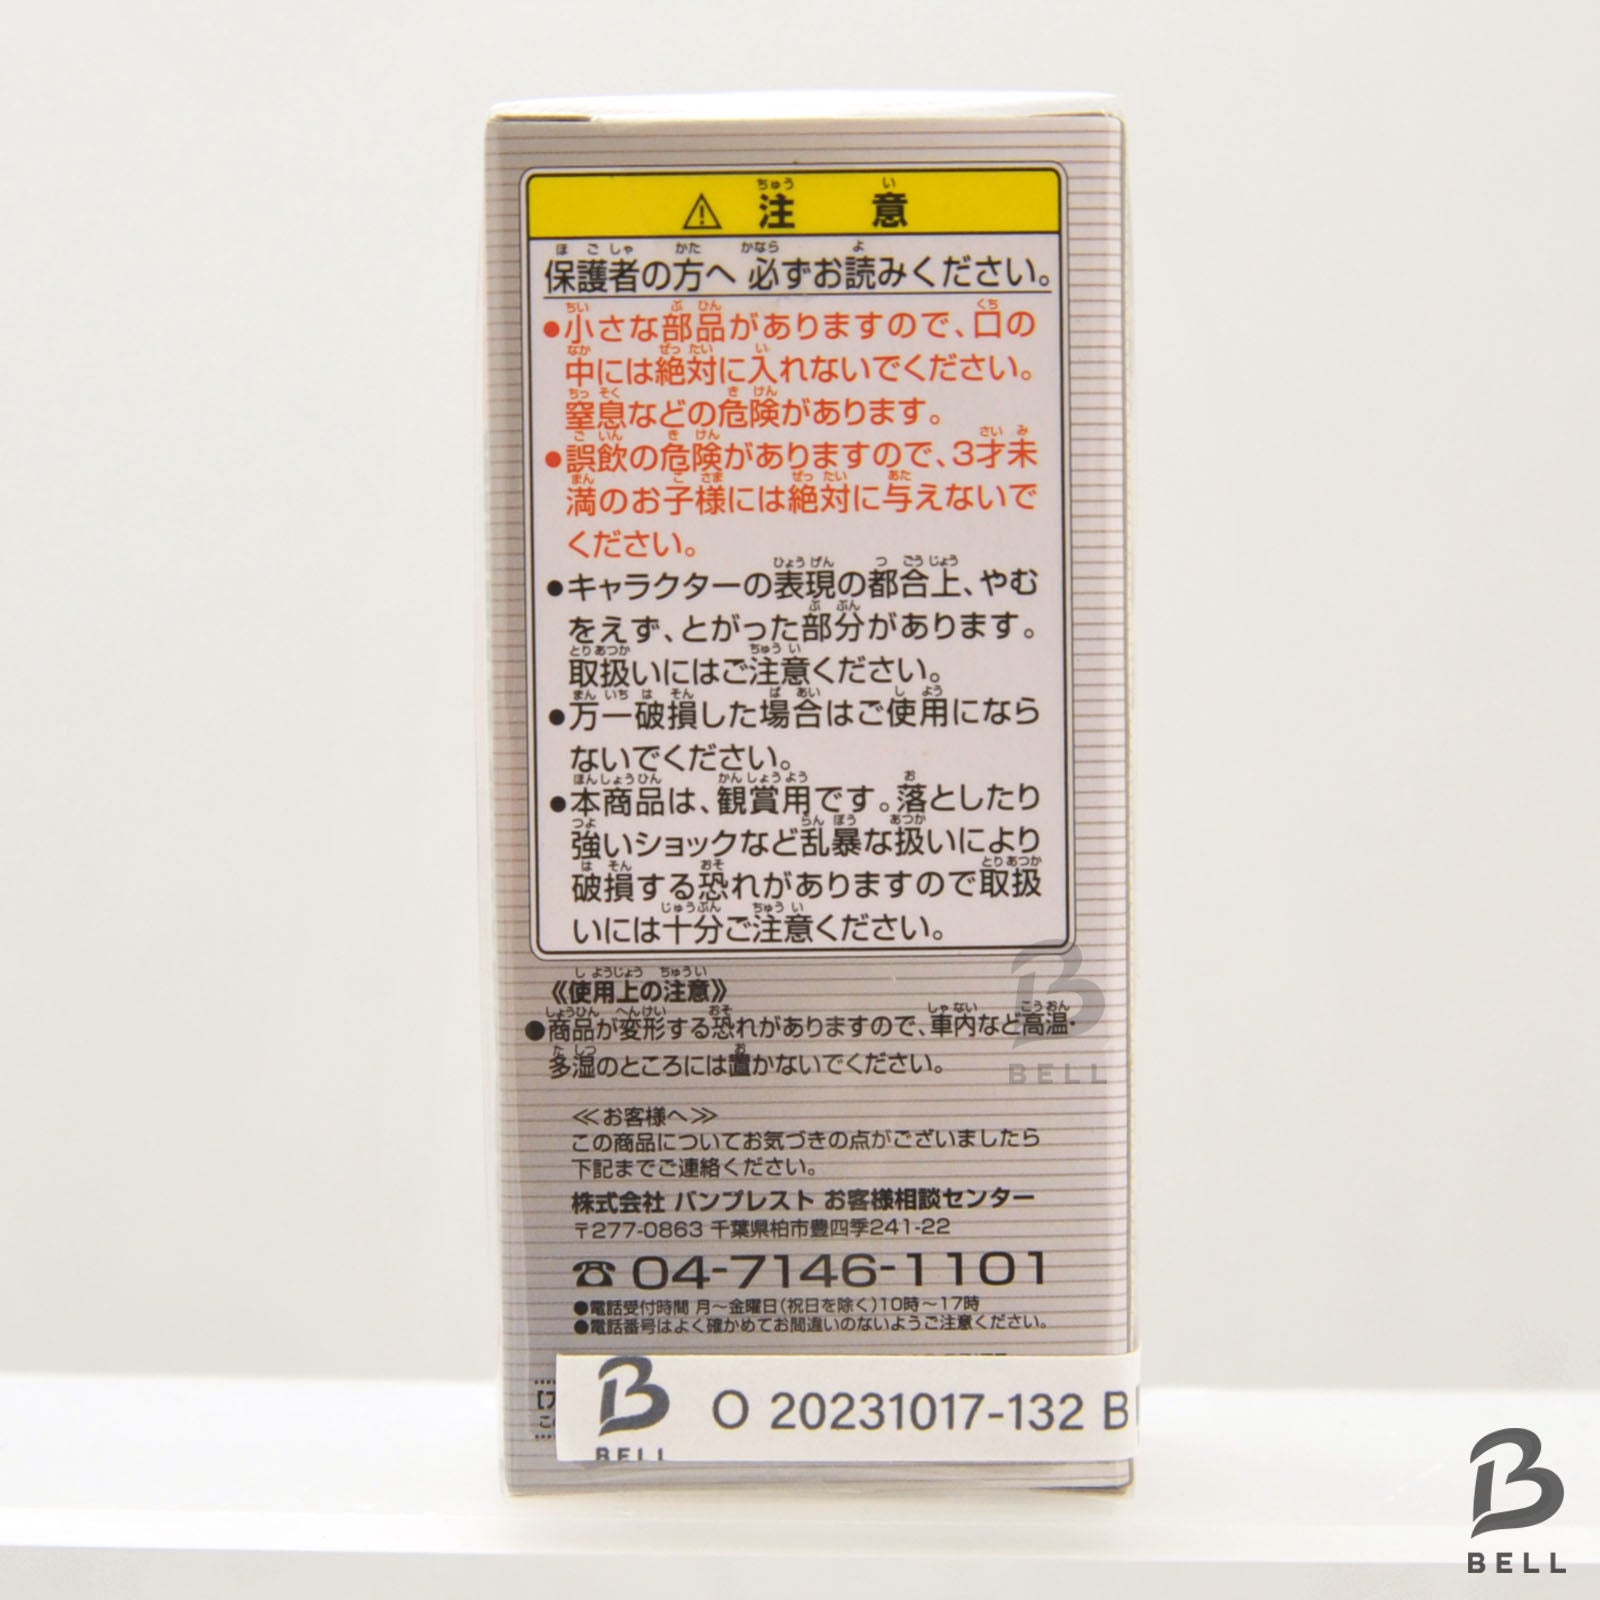 ⚠ 注意
保護者の方へ 必ずお読みください。
●小さな部品がありますので、口の
中には絶対に入れないでください。
窒息などの危険があります。
●誤飲の危険がありますので、3才未
満のお子様には絶対に与えないで
ください。
●キャラクターの表現の都合上、やむ
をえず、とがった部分があります。
取扱いにはご注意ください。
●万一破損した場合はご使用になら
ないでください。
●本商品は、観賞用です。落としたり
強いショックなど乱暴な扱いにより
破損する恐れがありますので取扱
いには十分ご注意ください。
《使用上の注意》
●商品が変形する恐れがありますので、車内など高温・
多湿のところには置かないでください。
≪お客様へ≫
この商品についてお気づきの点がございましたら
下記までご連絡ください。
株式会社 バンプレスト お客様相談センター
〒277-0863 千葉県柏市豊四季241-22
☎04-7146-1101
●電話受付時間 月〜金曜日(祝日を除く)10時〜17時
●電話番号はよく確かめてお間違いのないようご注意ください。
BELL
O 20231017-132 B
BELL
BELL